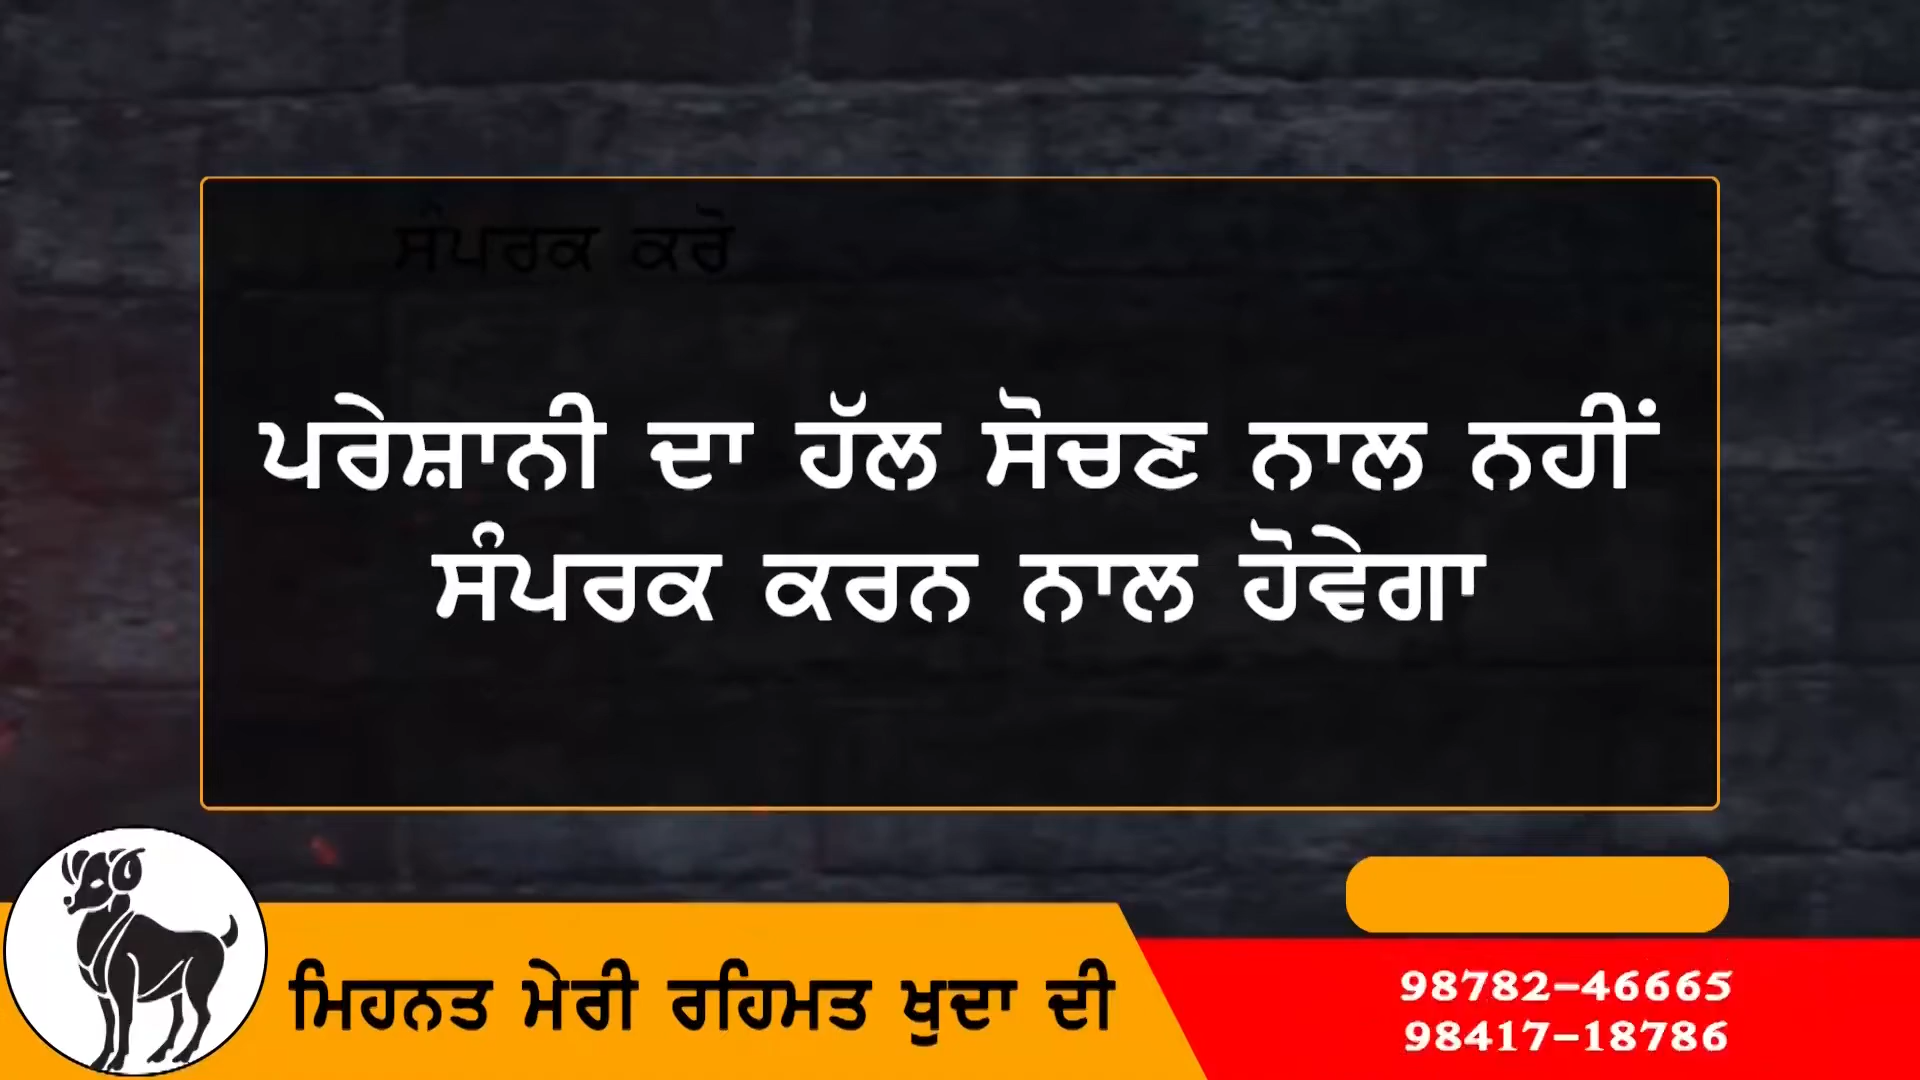 ਸੰਪਰਕ ਕਰੋ
ਪਰੇਸ਼ਾਨੀ ਦਾ ਹੱਲ ਸੋਚਣ ਨਾਲ ਨਹੀਂ
ਸੰਪਰਕ ਕਰਨ ਨਾਲ ਹੋਵੇਗਾ
ਮਿਹਨਤ ਮੇਰੀ ਰਹਿਮਤ ਖੁਦਾ ਦੀ
98782-46665
98417-18786